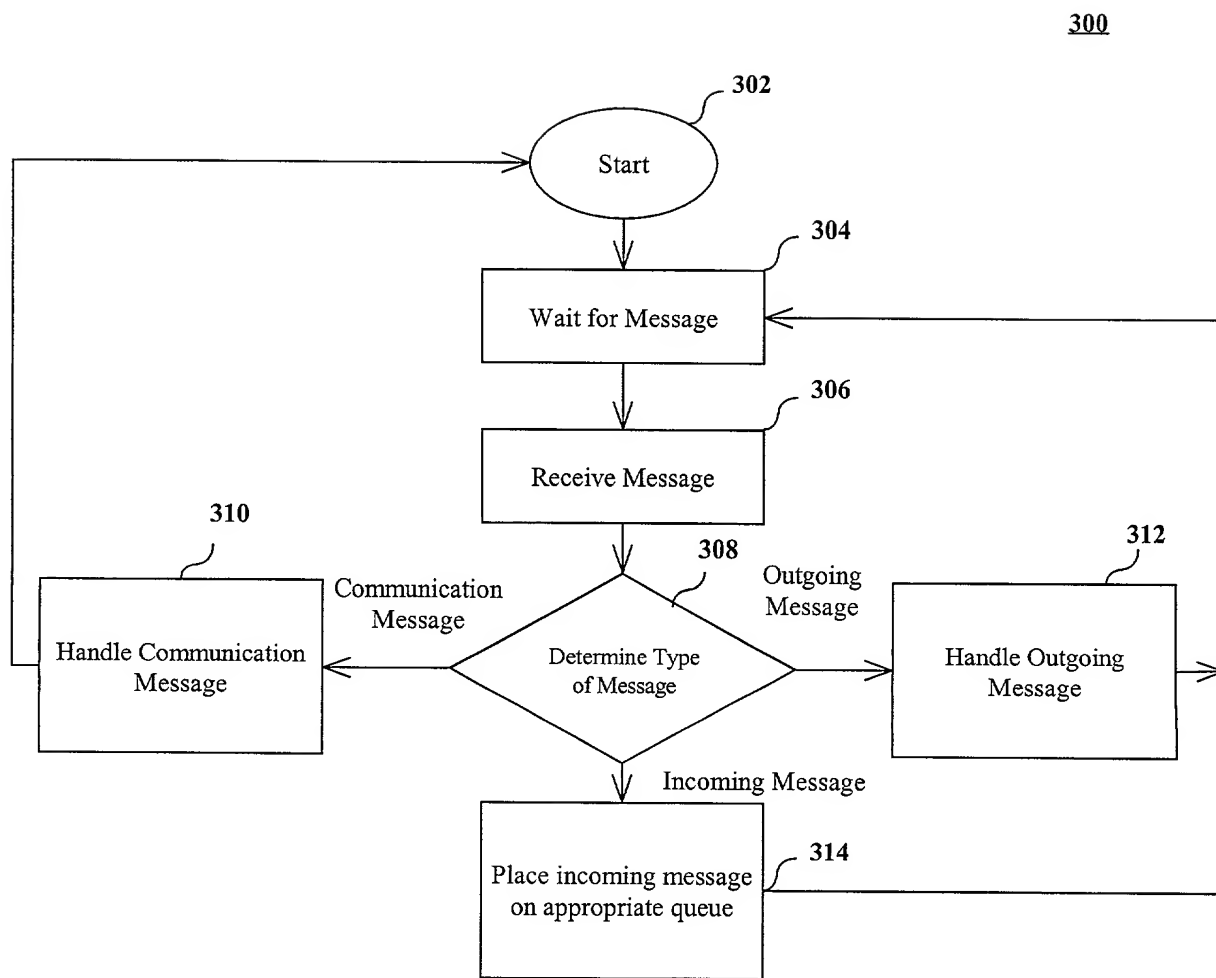 300
302
Start
304
Wait for Message
306
Receive Message
310
308
312
Communication
Message
Outgoing
Message
Handle Communication
Message
Determine Type
of Message
Handle Outgoing
Message
Incoming Message
314
Place incoming message
on appropriate queue